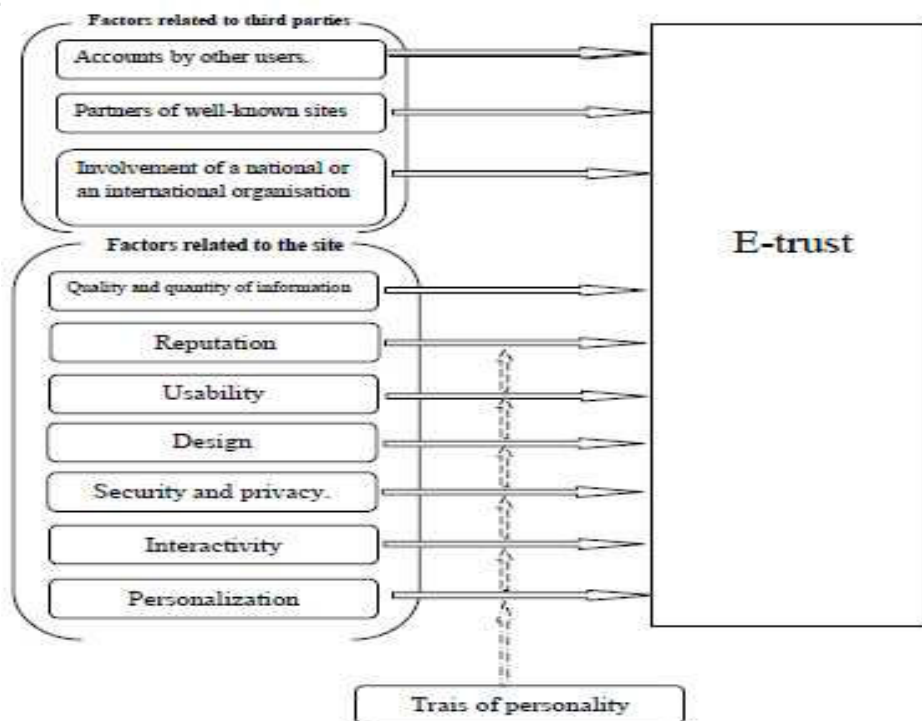 Factors related to third parties
Accounts by other users.
Partners of well-known sites
Involvement of a national or
an international organisation
Factors related to the site
Quality and quantity of information
Reputation
Usability
Design
Security and privacy.
Interactivity
Personalization
E-trust
Trais of personality